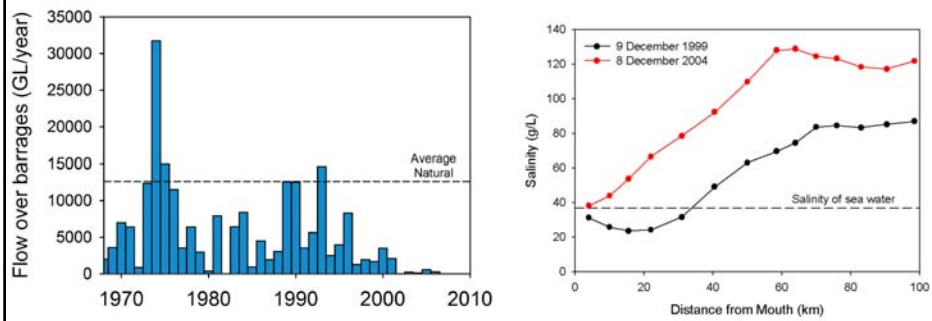 Flow over barrages (GL/year)
35000
30000
25000
20000
15000
10000
5000
0
Average
Natural
1970 1980 1990 2000 2010
Salinity (g/L)
140
120
100
80
60
40
20
0
9 December 1999
8 December 2004
Salinity of sea water
0 20 40 60 80 100
Distance from Mouth (km)